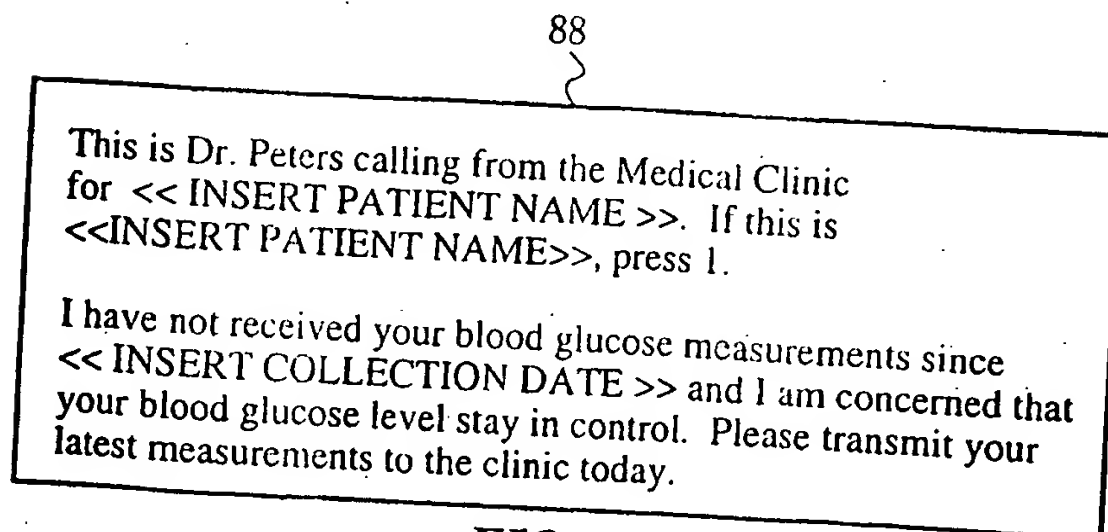 88
This is Dr. Peters calling from the Medical Clinic
for << INSERT PATIENT NAME >>. If this is
<<INSERT PATIENT NAME>>, press 1.
I have not received your blood glucose measurements since
<< INSERT COLLECTION DATE >> and I am concerned that
your blood glucose level stay in control. Please transmit your
latest measurements to the clinic today.